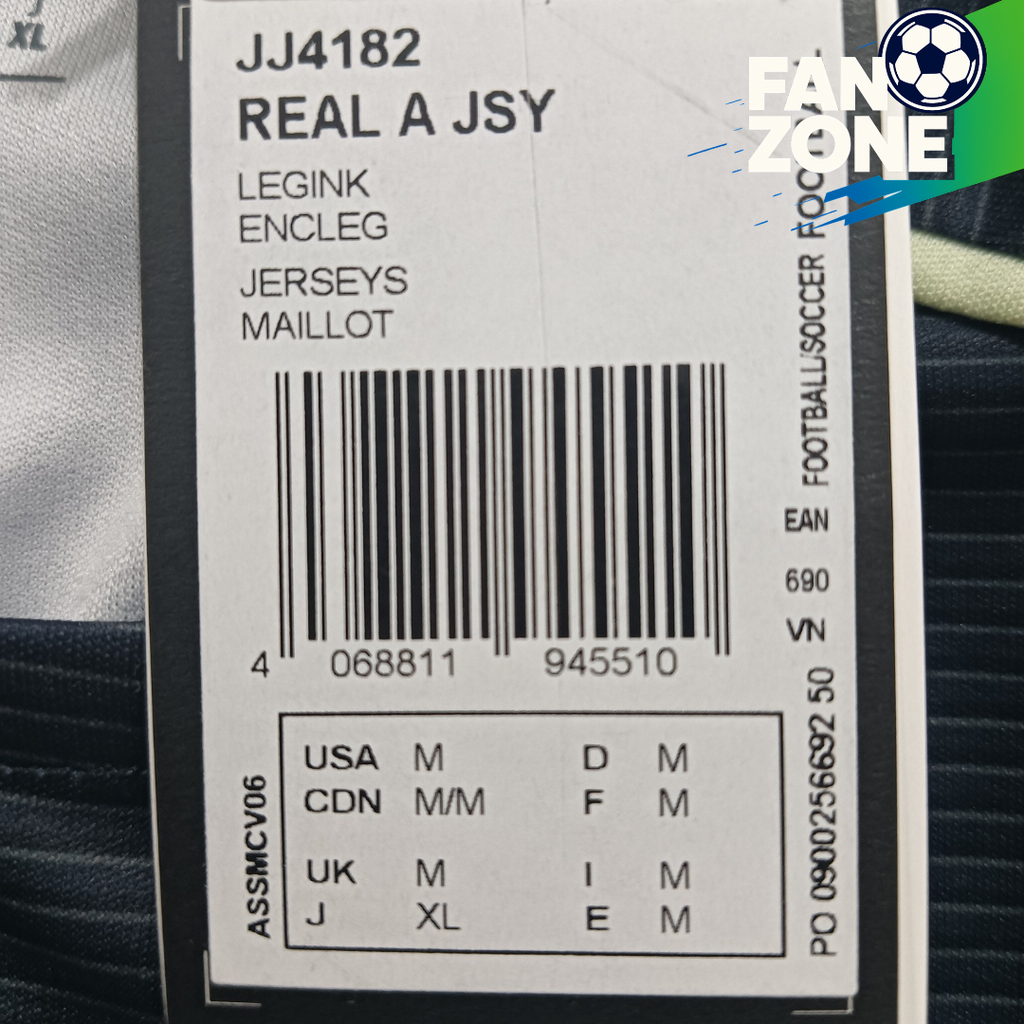 XL
JJ4182
REAL A JSY
LEGINK
ENCLEG
JERSEYS
MAILLOT
4 068811 945510
USA M D M
CDN M/M F M
UK M I M
J XL E M
ASSMCV06
PO 0900256692 50 VN 690 EAN FOOTBALL/SOCCER
FAN
ZONE